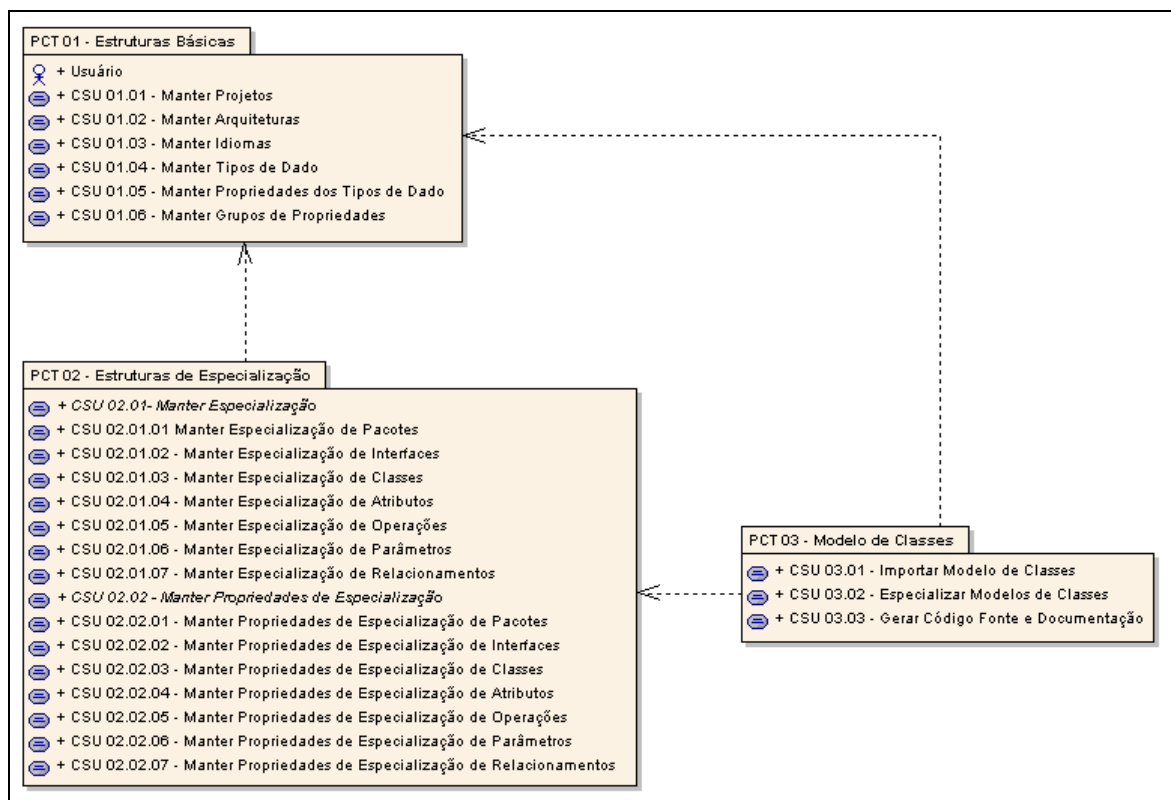 PCT 01 - Estruturas Básicas
+ Usuário
+ CSU 01.01 - Manter Projetos
+ CSU 01.02 - Manter Arquiteturas
+ CSU 01.03 - Manter Idiomas
+ CSU 01.04 - Manter Tipos de Dado
+ CSU 01.05 - Manter Propriedades dos Tipos de Dado
+ CSU 01.06 - Manter Grupos de Propriedades
PCT 02 - Estruturas de Especialização
+ CSU 02.01- Manter Especialização
+ CSU 02.01.01 Manter Especialização de Pacotes
+ CSU 02.01.02 - Manter Especialização de Interfaces
+ CSU 02.01.03 - Manter Especialização de Classes
+ CSU 02.01.04 - Manter Especialização de Atributos
+ CSU 02.01.05 - Manter Especialização de Operações
+ CSU 02.01.06 - Manter Especialização de Parâmetros
+ CSU 02.01.07 - Manter Especialização de Relacionamentos
+ CSU 02.02 - Manter Propriedades de Especialização
+ CSU 02.02.01 - Manter Propriedades de Especialização de Pacotes
+ CSU 02.02.02 - Manter Propriedades de Especialização de Interfaces
+ CSU 02.02.03 - Manter Propriedades de Especialização de Classes
+ CSU 02.02.04 - Manter Propriedades de Especialização de Atributos
+ CSU 02.02.05 - Manter Propriedades de Especialização de Operações
+ CSU 02.02.06 - Manter Propriedades de Especialização de Parâmetros
+ CSU 02.02.07 - Manter Propriedades de Especialização de Relacionamentos
PCT 03 - Modelo de Classes
+ CSU 03.01 - Importar Modelo de Classes
+ CSU 03.02 - Especializar Modelos de Classes
+ CSU 03.03 - Gerar Código Fonte e Documentação